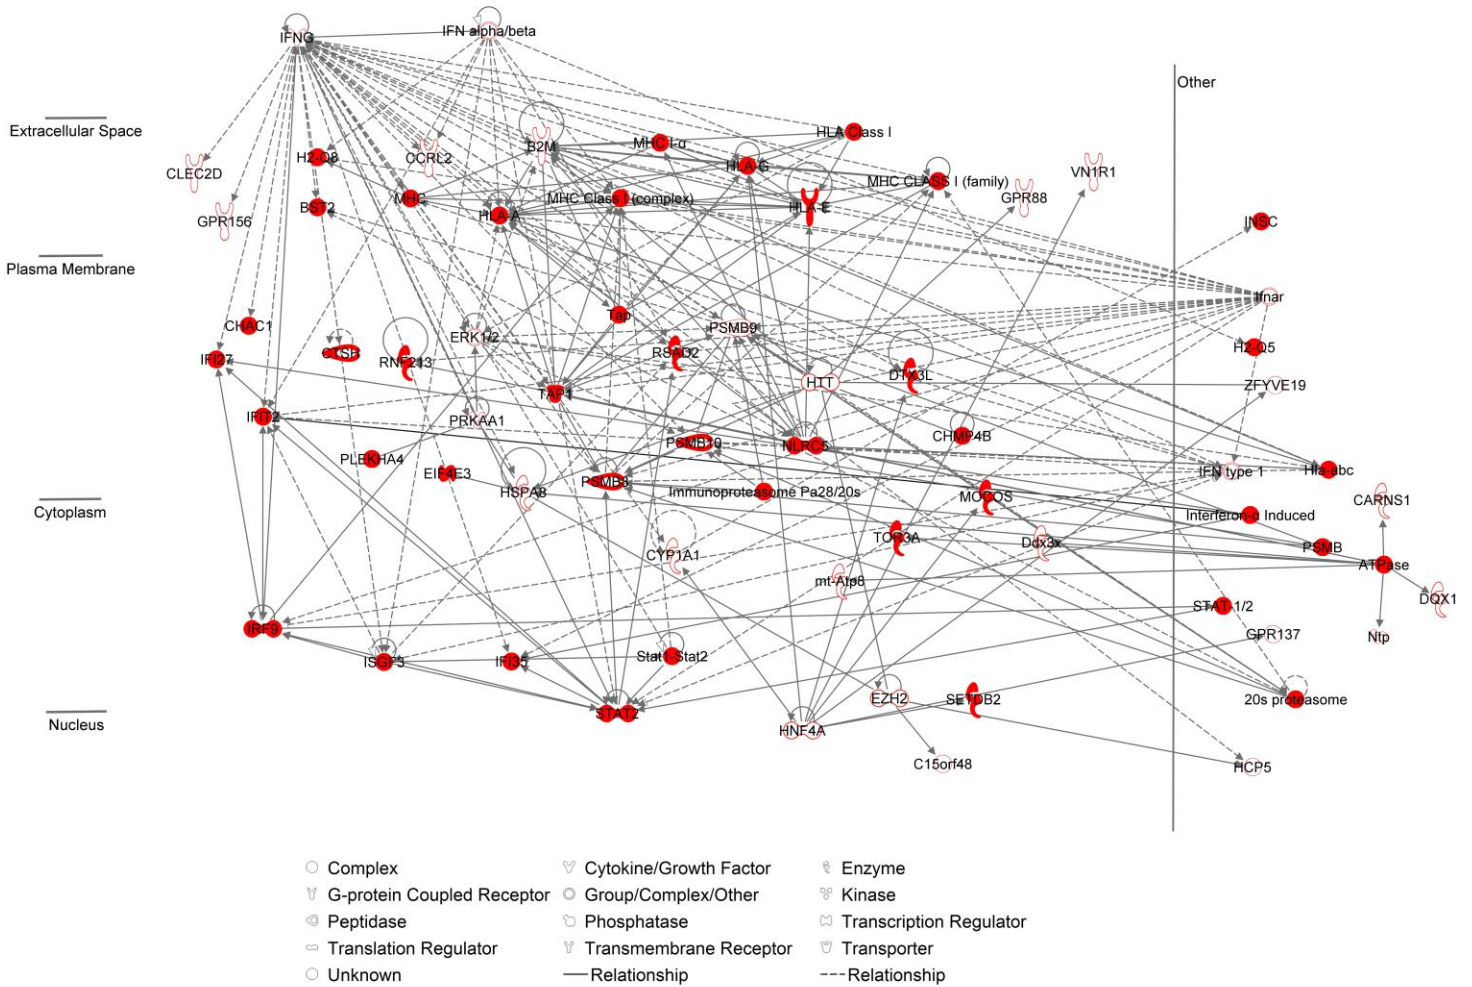 IFNG
IFN alpha/beta
Other
Extracellular Space
HLA Class I
MHC I-α
B2M
H2-Q8
CCRL2
HLA-G
CLEC2D
VN1R1
MHC CLASS I (family)
MHC
MHC Class I (complex)
GPR88
BST2
HLA-E
HLA-A
GPR156
INSC
Plasma Membrane
Ifnar
Tap
CHAC1
PSMB9
ERK1/2
H2-Q5
CTSH
RSAD2
IFI27
RNF213
DTX3L
HTT
ZFYVE19
TAP1
IFIT2
PRKAA1
CHMP4B
PSMB10
NLRC5
PLEKHA4
IFN type 1
Hla-abc
EIF4E3
PSMB8
HSPA8
Immunoproteasome Pa28/20s
MOCOS
CARNS1
Cytoplasm
Interferon-α Induced
TOR3A
Ddx3x
PSMB
CYP1A1
ATPase
mt-Atp8
DQX1
STAT-1/2
IRF9
GPR137
Ntp
Stat1-Stat2
ISGF3
IFI35
EZH2
SETDB2
20s proteasome
STAT2
Nucleus
HNF4A
C15orf48
HCP5
Complex
Cytokine/Growth Factor
Enzyme
G-protein Coupled Receptor
Group/Complex/Other
Kinase
Peptidase
Phosphatase
Transcription Regulator
Translation Regulator
Transmembrane Receptor
Transporter
Unknown
Relationship
Relationship